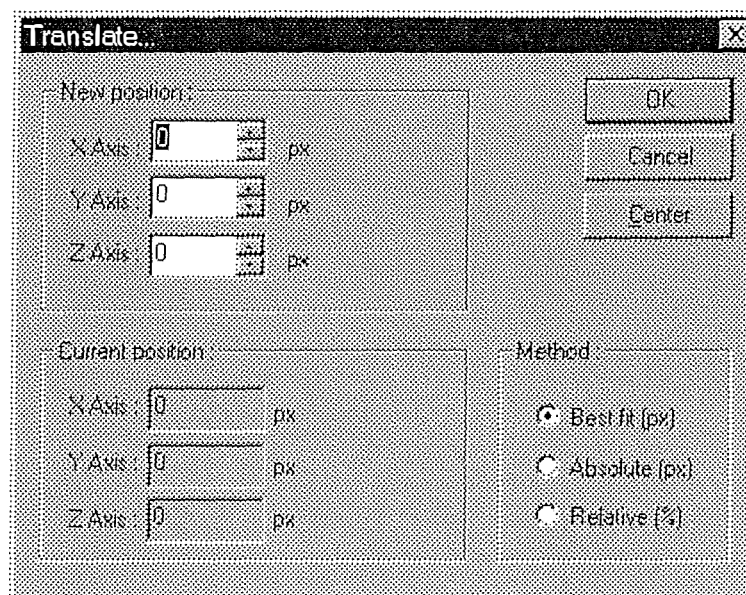 Translate...
New position :
X Axis : 0 px
Y Axis : 0 px
Z Axis : 0 px
OK
Cancel
Center
Current position :
X Axis : 0 px
Y Axis : 0 px
Z Axis : 0 px
Method :
Best fit (px)
Absolute (px)
Relative (%)